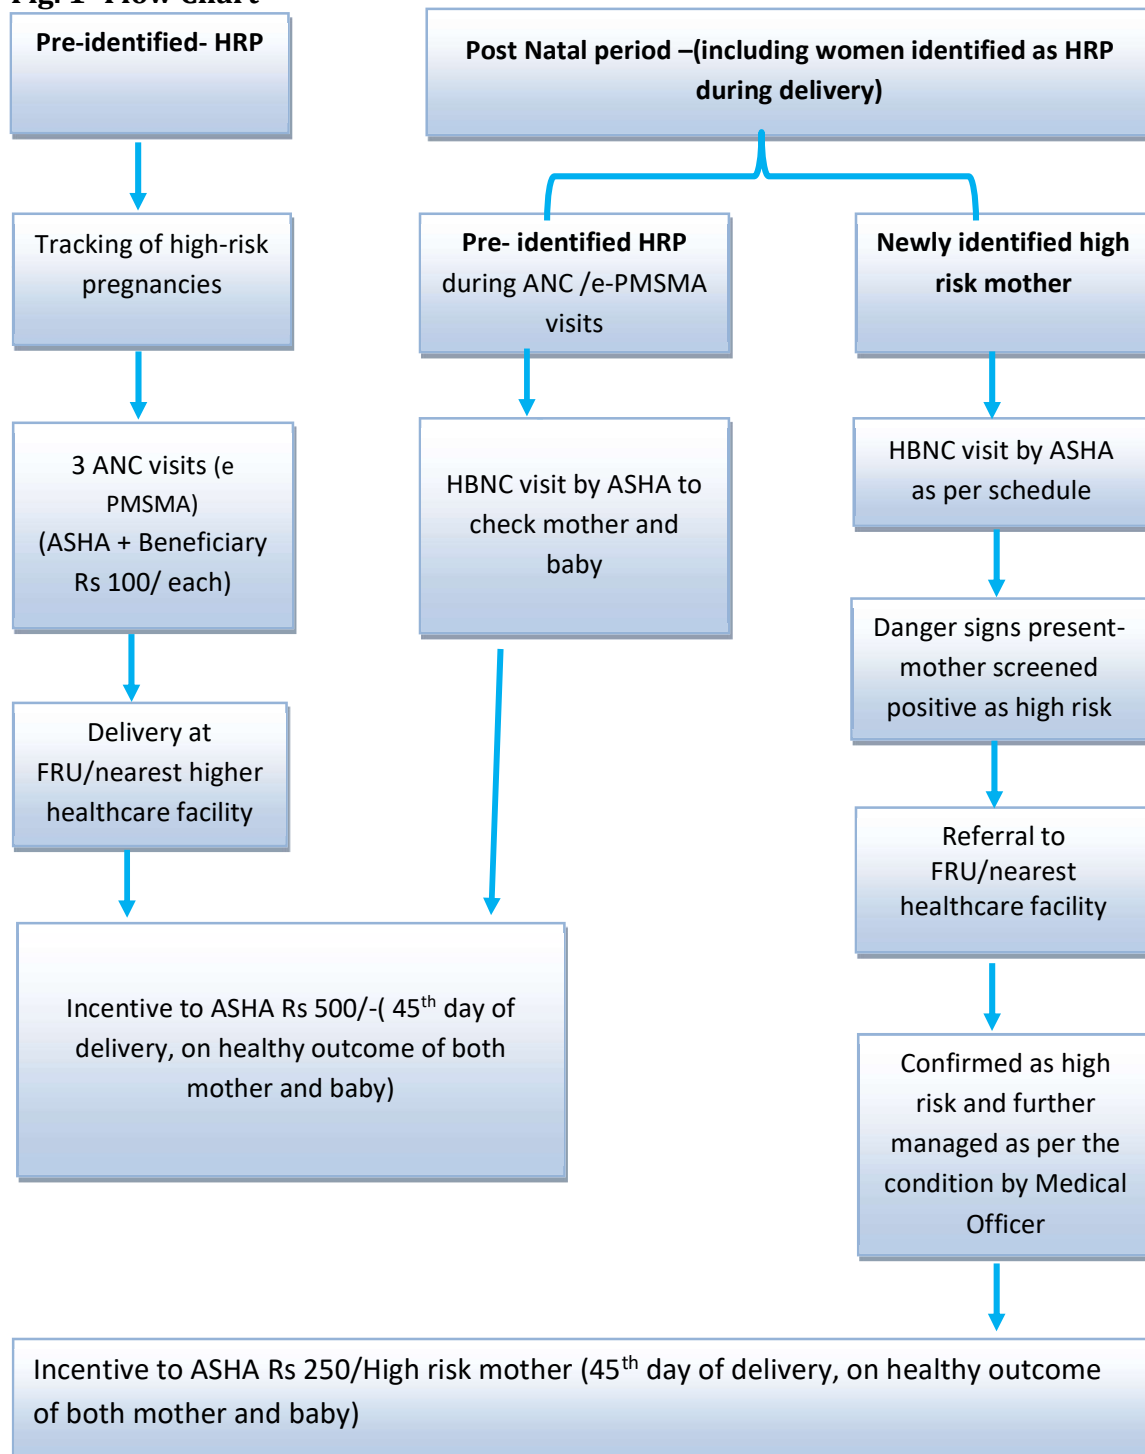 Fig. 1- Flow Chart
Pre-identified- HRP
Tracking of high-risk
pregnancies
3 ANC visits (e
PMSMA)
(ASHA + Beneficiary
Rs 100/ each)
Delivery at
FRU/nearest higher
healthcare facility
Post Natal period –(including women identified as HRP
during delivery)
Pre- identified HRP
during ANC /e-PMSMA
visits
HBNC visit by ASHA to
check mother and
baby
Incentive to ASHA Rs 500/-( 45th day of
delivery, on healthy outcome of both
mother and baby)
Newly identified high
risk mother
HBNC visit by ASHA
as per schedule
Danger signs present-
mother screened
positive as high risk
Referral to
FRU/nearest
healthcare facility
Confirmed as high
risk and further
managed as per the
condition by Medical
Officer
Incentive to ASHA Rs 250/High risk mother (45th day of delivery, on healthy outcome
of both mother and baby)